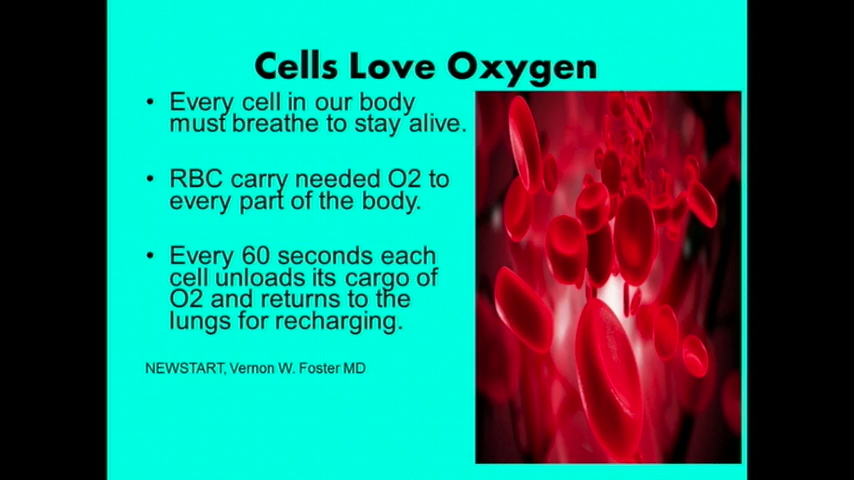 Cells Love Oxygen
• Every cell in our body
must breathe to stay alive.
• RBC carry needed O2 to
every part of the body.
• Every 60 seconds each
cell unloads its cargo of
O2 and returns to the
lungs for recharging.
NEWSTART, Vernon W. Foster MD